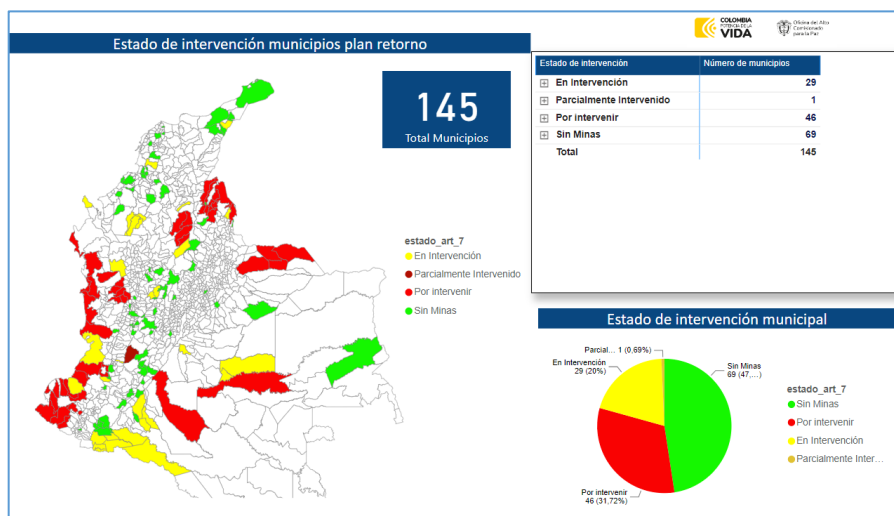 COLOMBIA
POTENCIA DE LA
VIDA
Oficina del Alto
Comisionado
para la Paz
Estado de intervención municipios plan retorno
145
Total Municipios
Estado de intervención Número de municipios
En Intervención 29
Parcialmente Intervenido 1
Por intervenir 46
Sin Minas 69
Total 145
estado_art_7
En Intervención
Parcialmente Intervenido
Por intervenir
Sin Minas
Estado de intervención municipal
Parcial... 1 (0,69%)
En Intervención
29 (20%)
Sin Minas
69 (47,...)
Por intervenir
46 (31,72%)
estado_art_7
Sin Minas
Por intervenir
En Intervención
Parcialmente Inter...